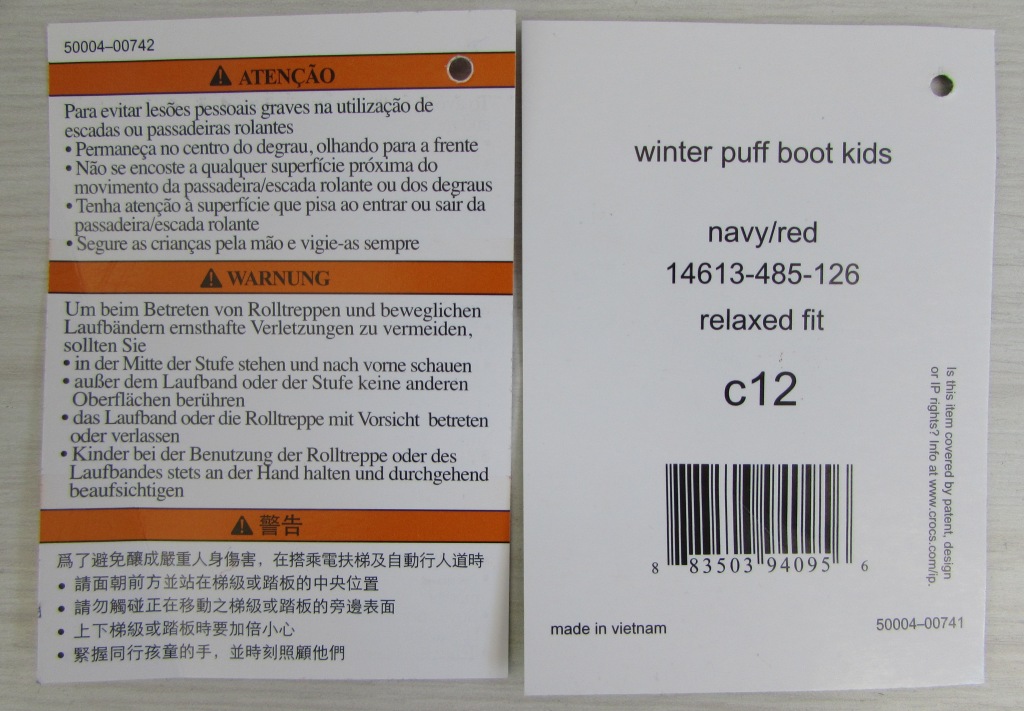 50004–00742
⚠ ATENÇÃO
Para evitar lesões pessoais graves na utilização de
escadas ou passadeiras rolantes
• Permaneça no centro do degrau, olhando para a frente
• Não se encoste a qualquer superfície próxima do
movimento da passadeira/escada rolante ou dos degraus
• Tenha atenção à superfície que pisa ao entrar ou sair da
passadeira/escada rolante
• Segure as crianças pela mão e vigie-as sempre
⚠ WARNUNG
Um beim Betreten von Rolltreppen und beweglichen
Laufbändern ernsthafte Verletzungen zu vermeiden,
sollten Sie
• in der Mitte der Stufe stehen und nach vorne schauen
• außer dem Laufband oder der Stufe keine anderen
Oberflächen berühren
• das Laufband oder die Rolltreppe mit Vorsicht betreten
oder verlassen
• Kinder bei der Benutzung der Rolltreppe oder des
Laufbandes stets an der Hand halten und durchgehend
beaufsichtigen
⚠ 警告
爲了避免釀成嚴重人身傷害，在搭乘電扶梯及自動行人道時
• 請面朝前方並站在梯級或踏板的中央位置
• 請勿觸碰正在移動之梯級或踏板的旁邊表面
• 上下梯級或踏板時要加倍小心
• 緊握同行孩童的手，並時刻照顧他們
winter puff boot kids
navy/red
14613-485-126
relaxed fit
c12
8 83503 94095 6
Is this item covered by patent, design
or IP rights? Info at www.crocs.com/ip.
made in vietnam
50004–00741